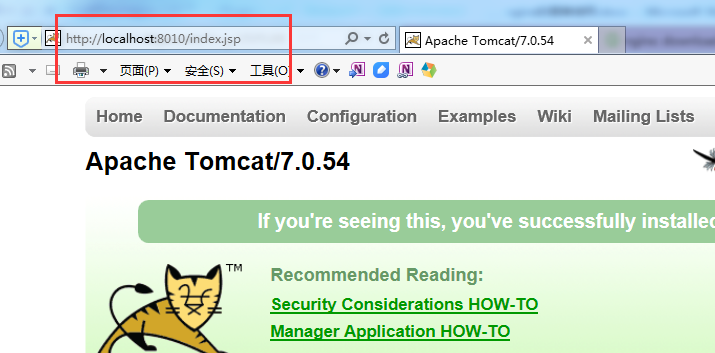 http://localhost:8010/index.jsp
Apache Tomcat/7.0.54
页面(P) 安全(S) 工具(O)
Home Documentation Configuration Examples Wiki Mailing Lists
Apache Tomcat/7.0.54
If you're seeing this, you've successfully installed
TM
Recommended Reading:
Security Considerations HOW-TO
Manager Application HOW-TO